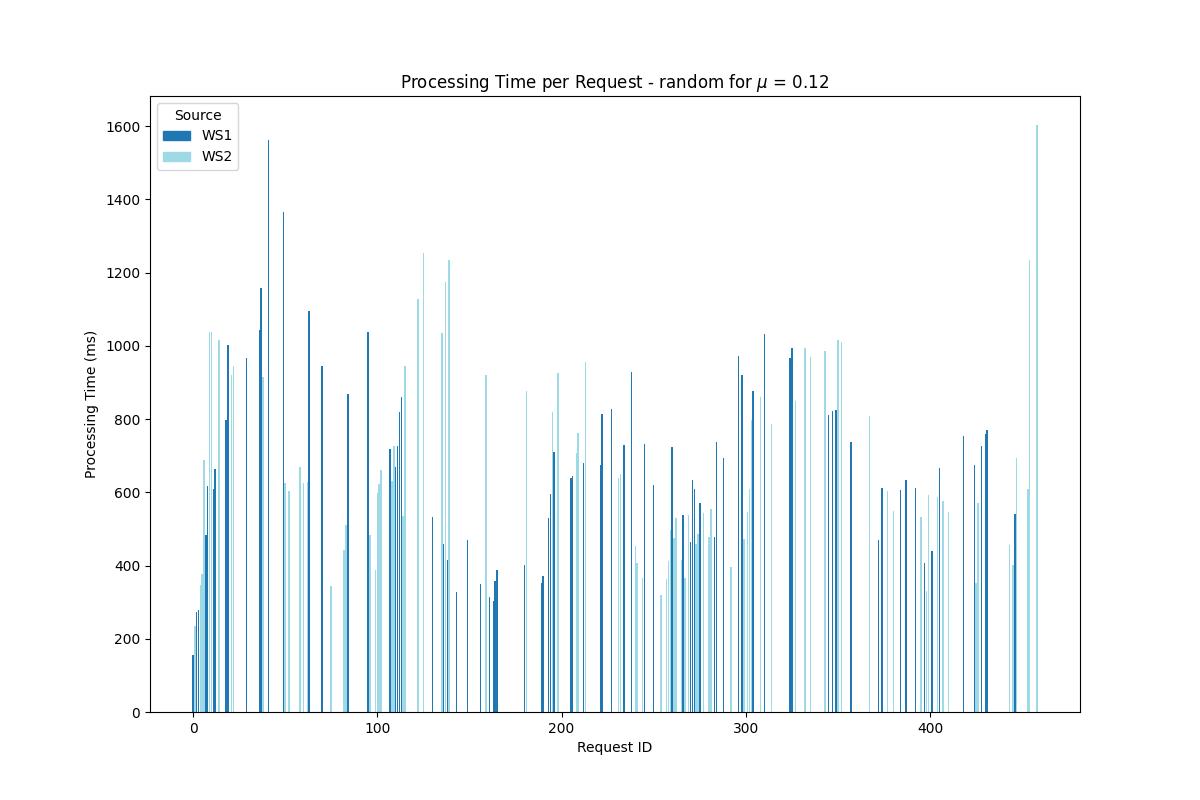 Processing Time per Request - random for μ = 0.12
Source
WS1
WS2
1600
1400
1200
1000
800
600
400
200
0
Processing Time (ms)
0 100 200 300 400
Request ID